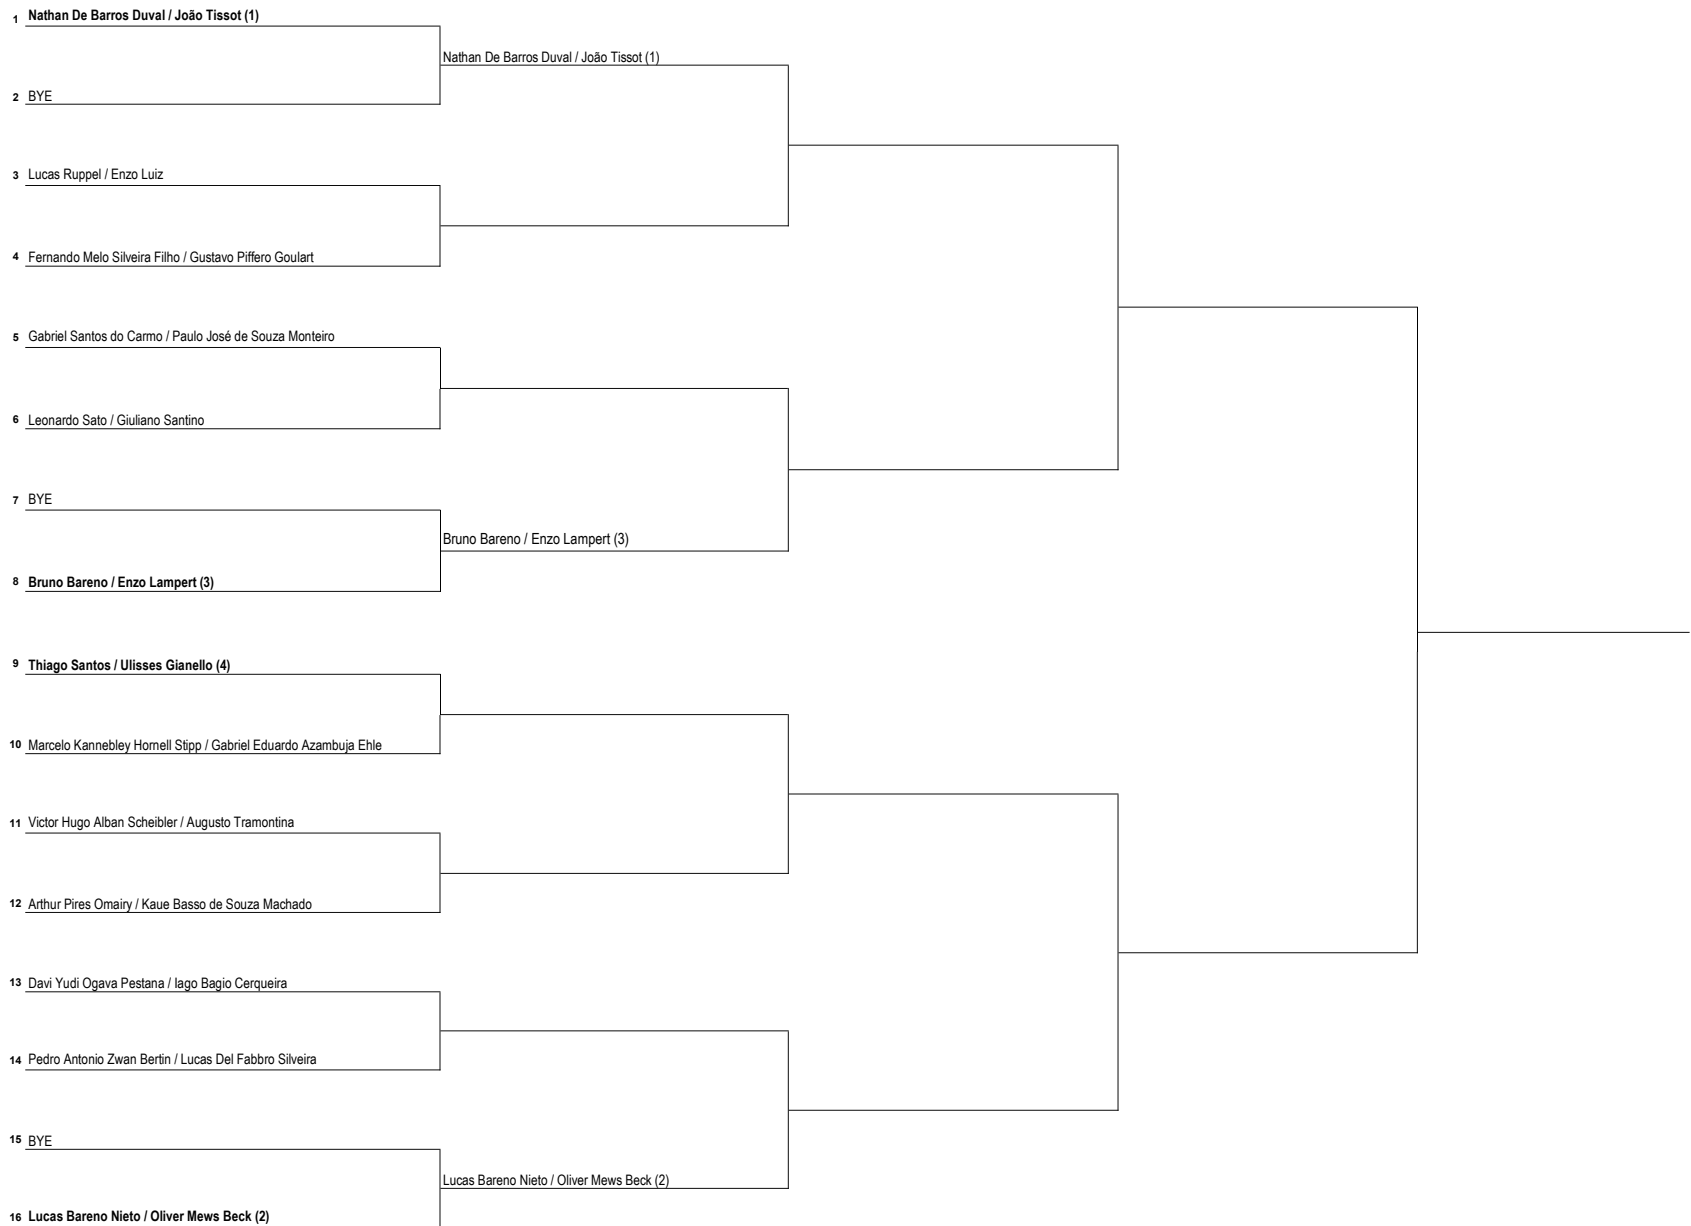 1 Nathan De Barros Duval / João Tissot (1)
Nathan De Barros Duval / João Tissot (1)
2 BYE
3 Lucas Ruppel / Enzo Luiz
4 Fernando Melo Silveira Filho / Gustavo Piffero Goulart
5 Gabriel Santos do Carmo / Paulo José de Souza Monteiro
6 Leonardo Sato / Giuliano Santino
7 BYE
Bruno Bareno / Enzo Lampert (3)
8 Bruno Bareno / Enzo Lampert (3)
9 Thiago Santos / Ulisses Gianello (4)
10 Marcelo Kannebley Hornell Stipp / Gabriel Eduardo Azambuja Ehle
11 Victor Hugo Alban Scheibler / Augusto Tramontina
12 Arthur Pires Omairy / Kaue Basso de Souza Machado
13 Davi Yudi Ogava Pestana / Iago Bagio Cerqueira
14 Pedro Antonio Zwan Bertin / Lucas Del Fabbro Silveira
15 BYE
Lucas Bareno Nieto / Oliver Mews Beck (2)
16 Lucas Bareno Nieto / Oliver Mews Beck (2)